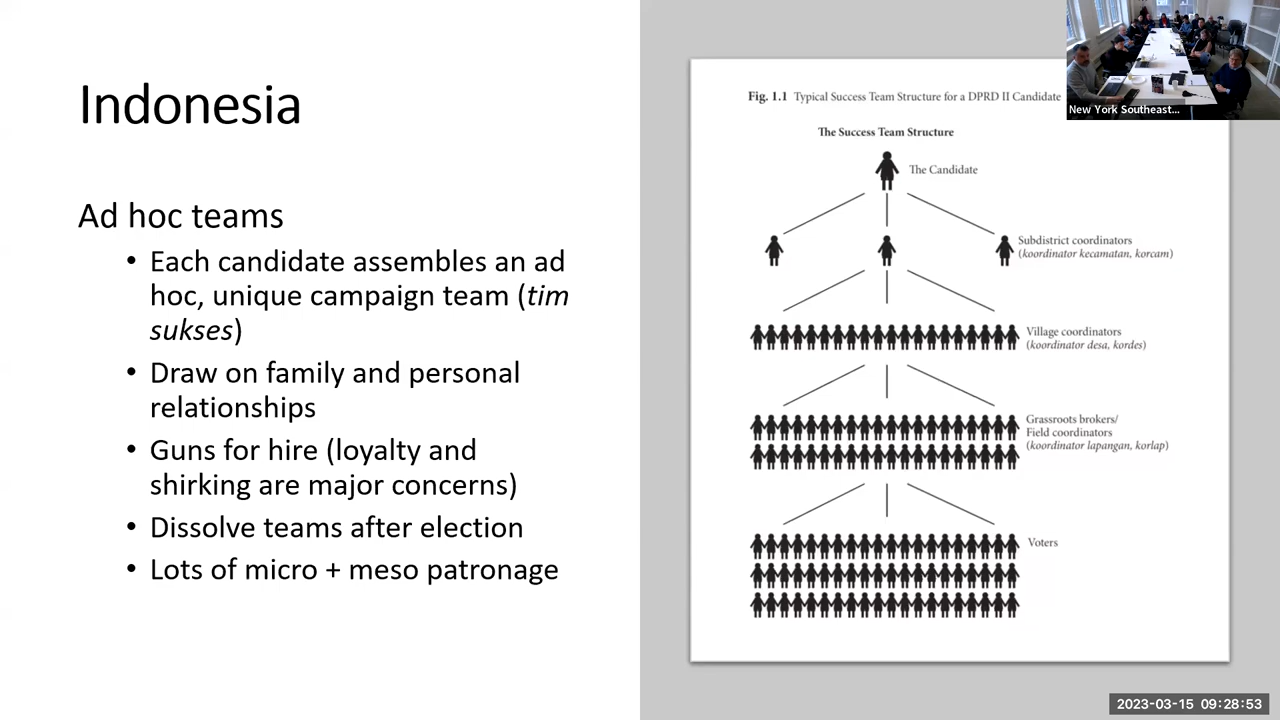 Indonesia
Ad hoc teams
• Each candidate assembles an ad
hoc, unique campaign team (tim
sukses)
• Draw on family and personal
relationships
• Guns for hire (loyalty and
shirking are major concerns)
• Dissolve teams after election
• Lots of micro + meso patronage
Fig. 1.1 Typical Success Team Structure for a DPRD II Candidate
The Success Team Structure
The Candidate
Subdistrict coordinators
(koordinator kecamatan, korcam)
Village coordinators
(koordinator desa, kordes)
Grassroots brokers/
Field coordinators
(koordinator lapangan, korlap)
Voters
New York Southeast...
2023-03-15 09:28:53